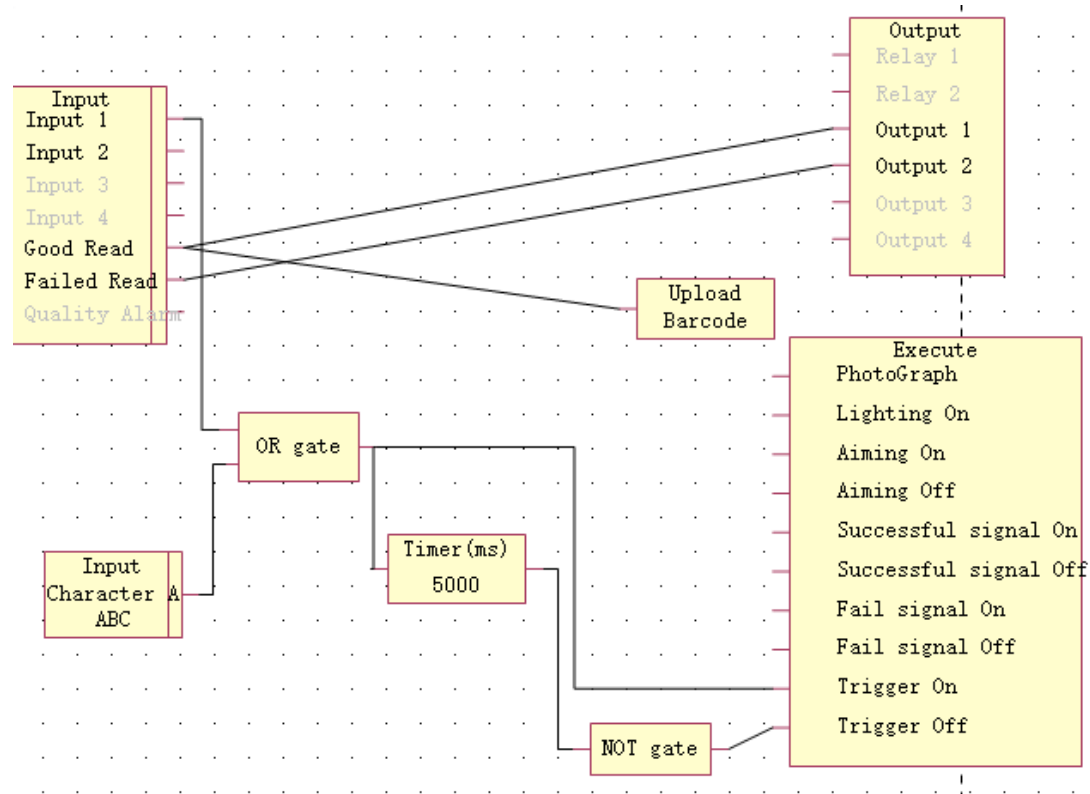 Input
Input 1
Input 2
Input 3
Input 4
Good Read
Failed Read
Quality Alarm
Output
Relay 1
Relay 2
Output 1
Output 2
Output 3
Output 4
Upload
Barcode
OR gate
Input
Character A
ABC
Timer(ms)
5000
NOT gate
Execute
PhotoGraph
Lighting On
Aiming On
Aiming Off
Successful signal On
Successful signal Off
Fail signal On
Fail signal Off
Trigger On
Trigger Off